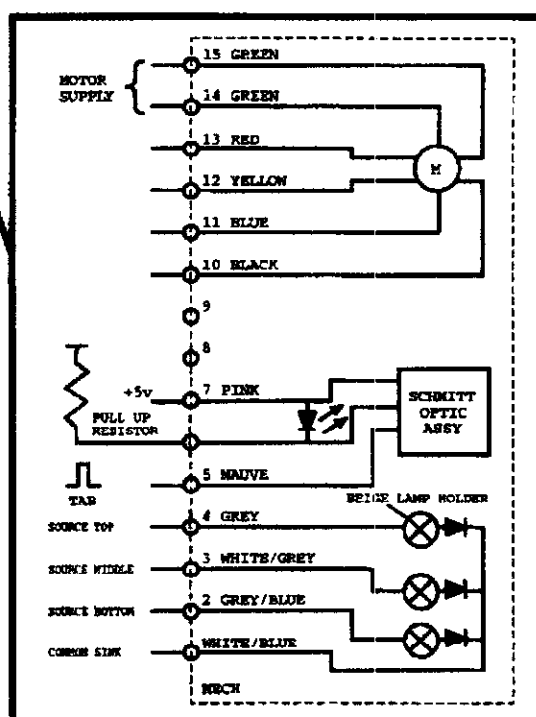 15 GREEN
MOTOR
SUPPLY
14 GREEN
13 RED
M
12 YELLOW
11 BLUE
10 BLACK
9
8
+5v
7 PINK
SCHMITT
OPTIC
ASSY
PULL UP
RESISTOR
5 MAUVE
TAB
BEIGE LAMP HOLDER
SOURCE TOP
4 GREY
SOURCE MIDDLE
3 WHITE/GREY
SOURCE BOTTOM
2 GREY/BLUE
COMMON SINK
WHITE/BLUE
MECH